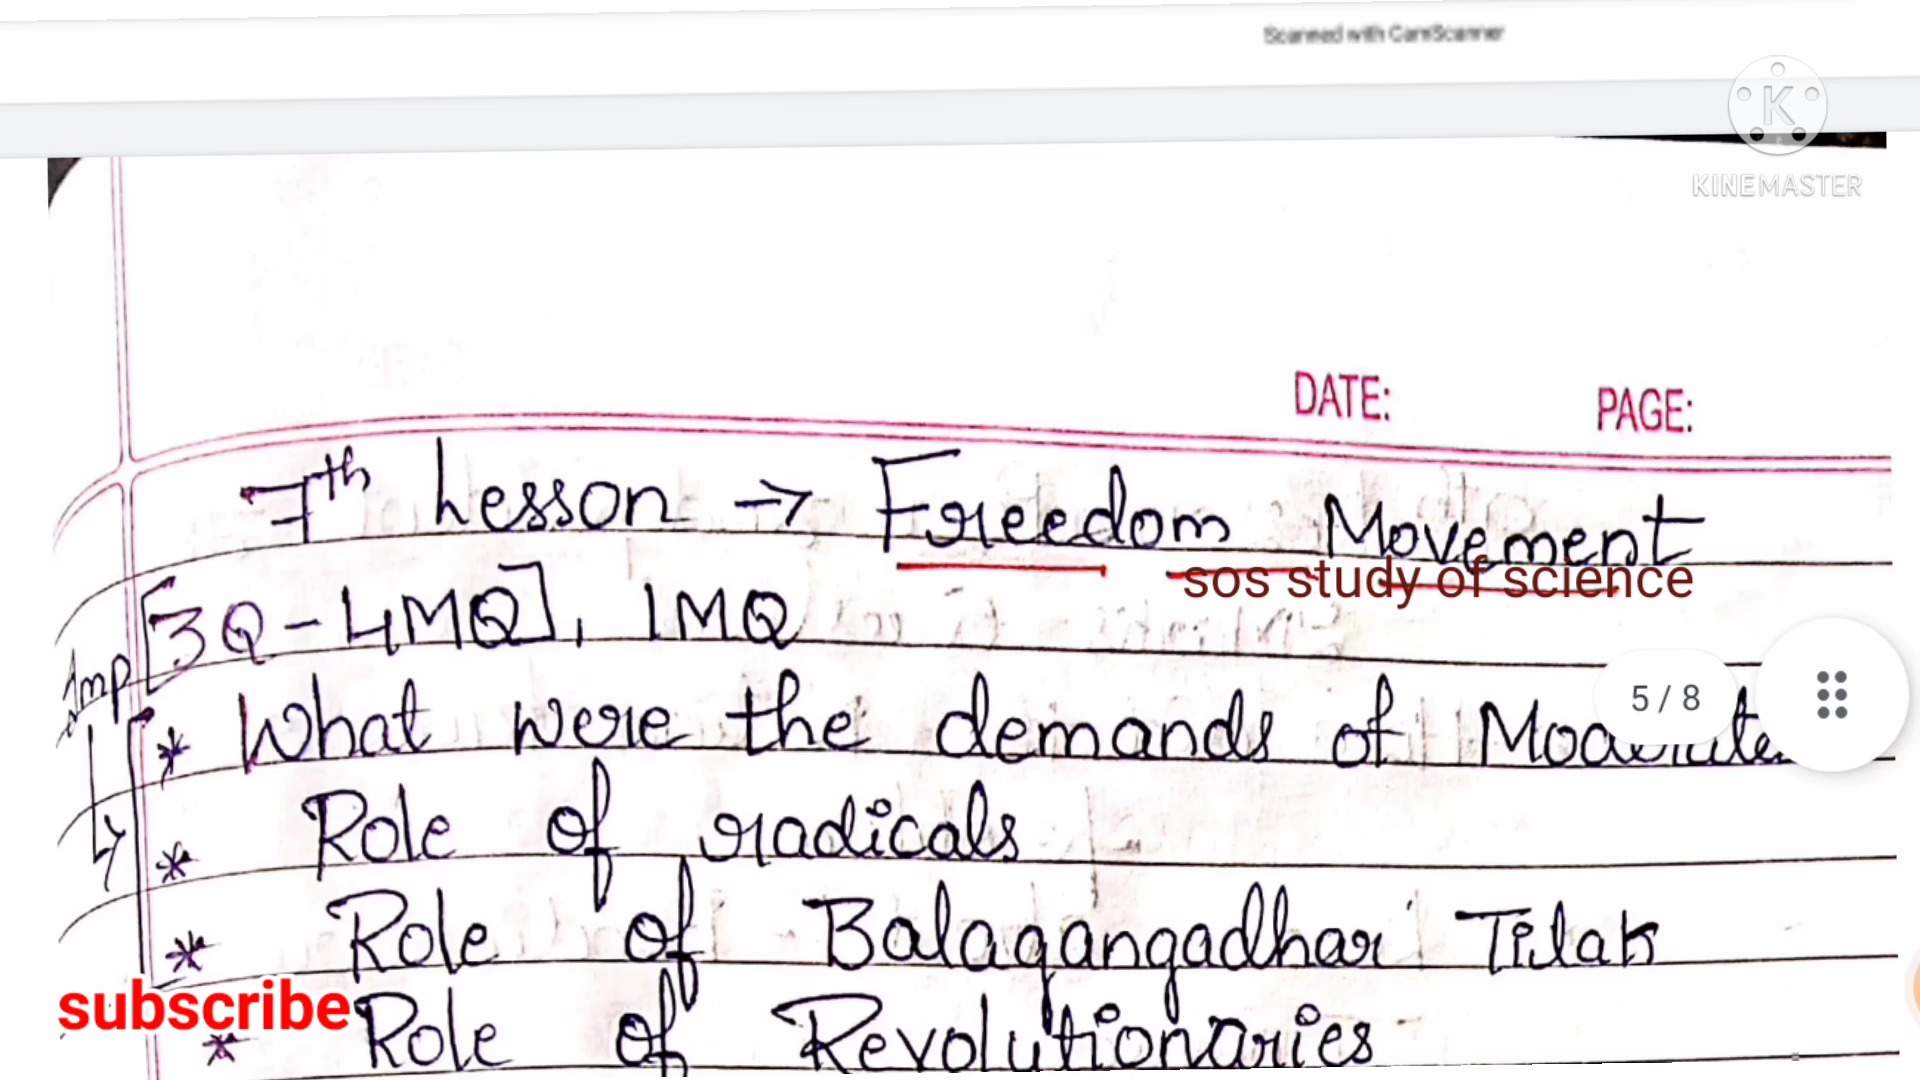 Scanned with CamScanner
K
KINEMASTER
DATE: PAGE:
7th Lesson → Freedom Movement
sos study of science
[3Q - 4MQ], 1MQ
Imp
5 / 8
* What were the demands of
* Role of radicals
* Role of Balagangadhar Tilak
subscribe
* Role of Revolutionaries